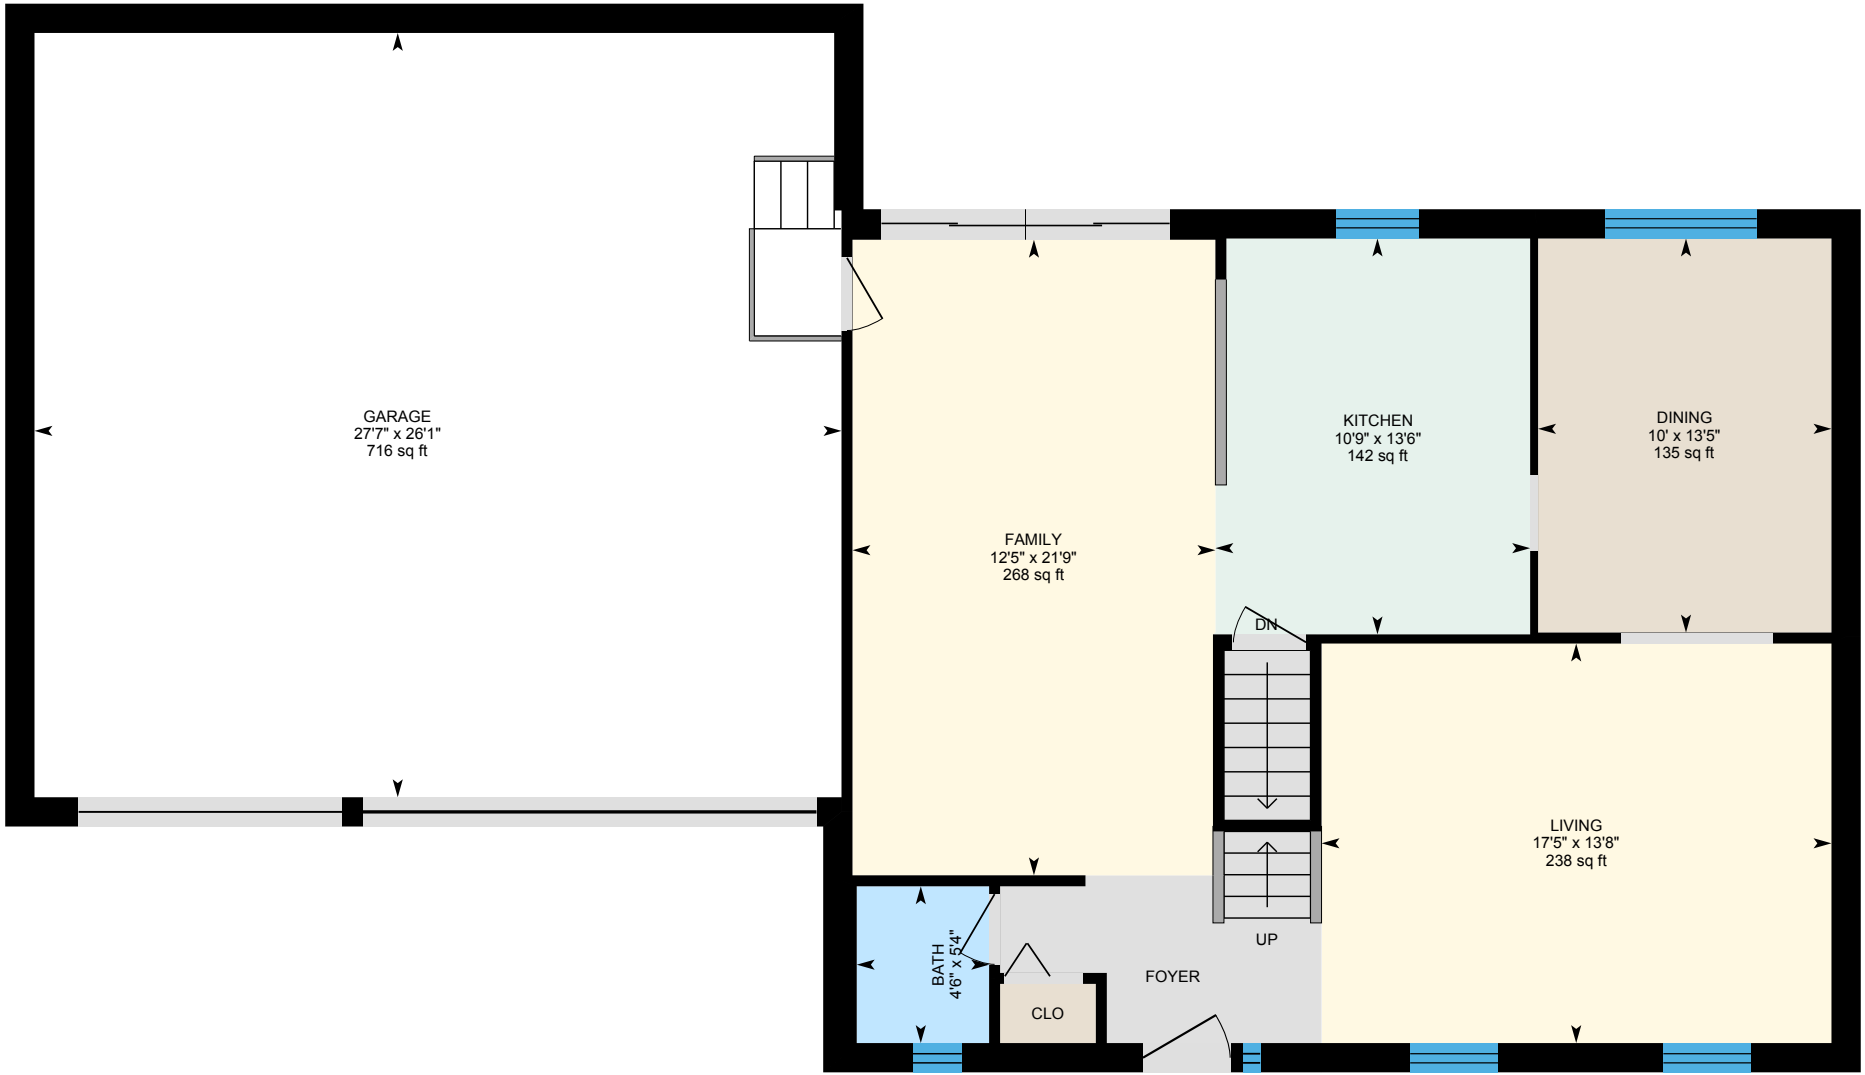 GARAGE
27'7" x 26'1"
716 sq ft
KITCHEN
10'9" x 13'6"
142 sq ft
DINING
10' x 13'5"
135 sq ft
FAMILY
12'5" x 21'9"
268 sq ft
DN
LIVING
17'5" x 13'8"
238 sq ft
UP
BATH
4'6" x 5'4"
FOYER
CLO